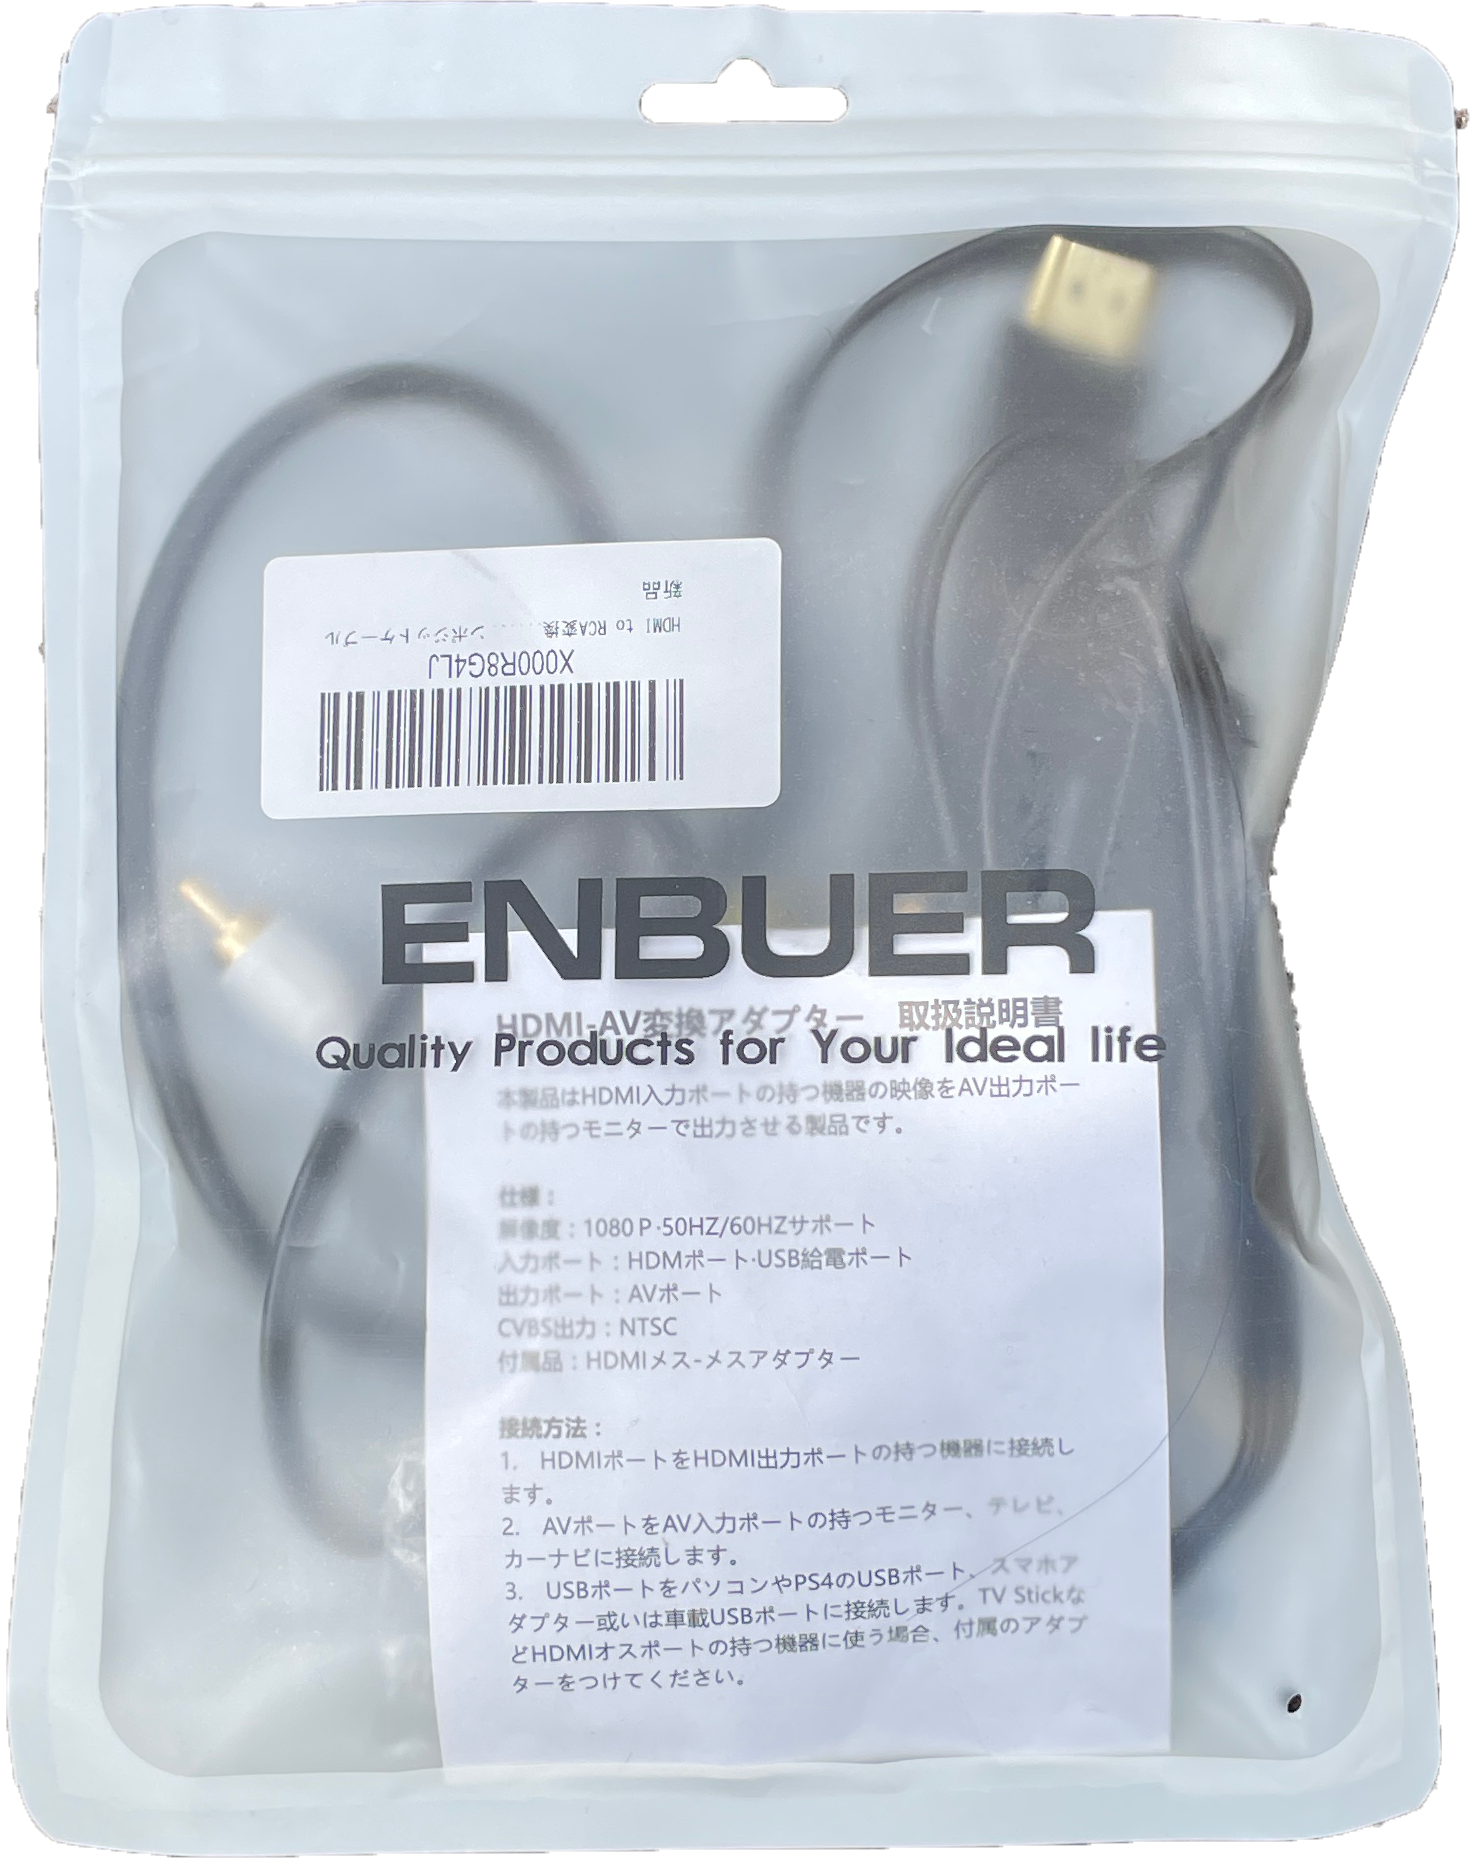 新品
HDMI to RCA変換......ンポジットケーブル
X000R8G4LJ
ENBUER
Quality Products for Your Ideal life
HDMI-AV変換アダプター 取扱説明書
本製品はHDMI入力ポートの持つ機器の映像をAV出力ポー
トの持つモニターで出力させる製品です。
仕様：
解像度：1080P·50HZ/60HZサポート
入力ポート：HDMポート·USB給電ポート
出力ポート：AVポート
CVBS出力：NTSC
付属品：HDMIメス-メスアダプター
接続方法：
1. HDMIポートをHDMI出力ポートの持つ機器に接続し
ます。
2. AVポートをAV入力ポートの持つモニター、テレビ、
カーナビに接続します。
3. USBポートをパソコンやPS4のUSBポート、スマホア
ダプター或いは車載USBポートに接続します。TV Stickな
どHDMIオスポートの持つ機器に使う場合、付属のアダプ
ターをつけてください。